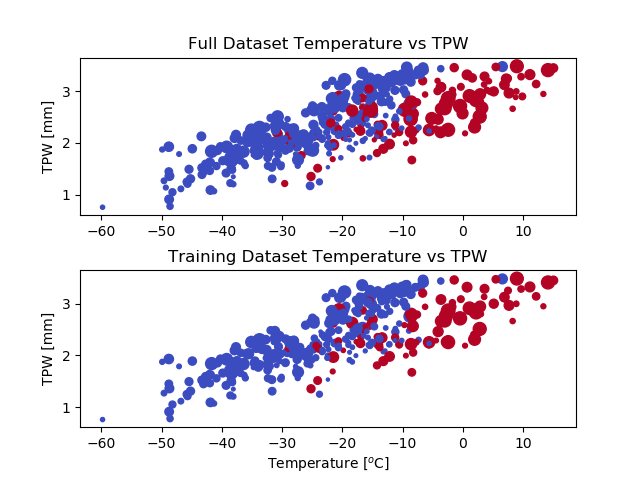 Full Dataset Temperature vs TPW
TPW [mm]
3
2
1
−60 −50 −40 −30 −20 −10 0 10
Training Dataset Temperature vs TPW
TPW [mm]
3
2
1
−60 −50 −40 −30 −20 −10 0 10
Temperature [°C]